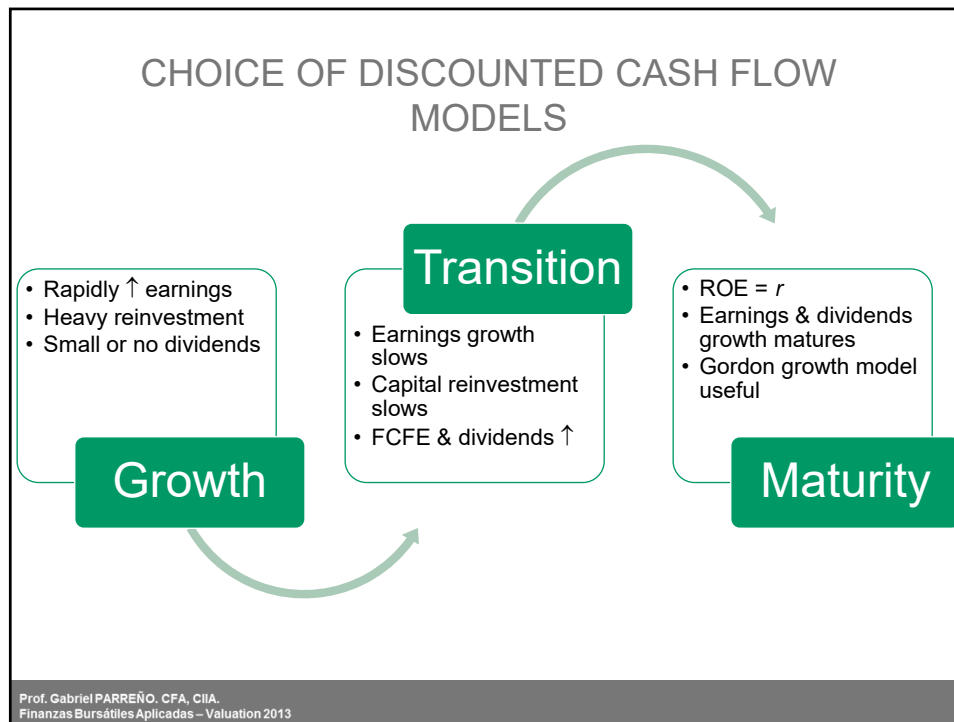 CHOICE OF DISCOUNTED CASH FLOW
MODELS
• Rapidly ↑ earnings
• Heavy reinvestment
• Small or no dividends
Growth
Transition
• Earnings growth
slows
• Capital reinvestment
slows
• FCFE & dividends ↑
• ROE = r
• Earnings & dividends
growth matures
• Gordon growth model
useful
Maturity
Prof. Gabriel PARREÑO. CFA, CIIA.
Finanzas Bursátiles Aplicadas – Valuation 2013